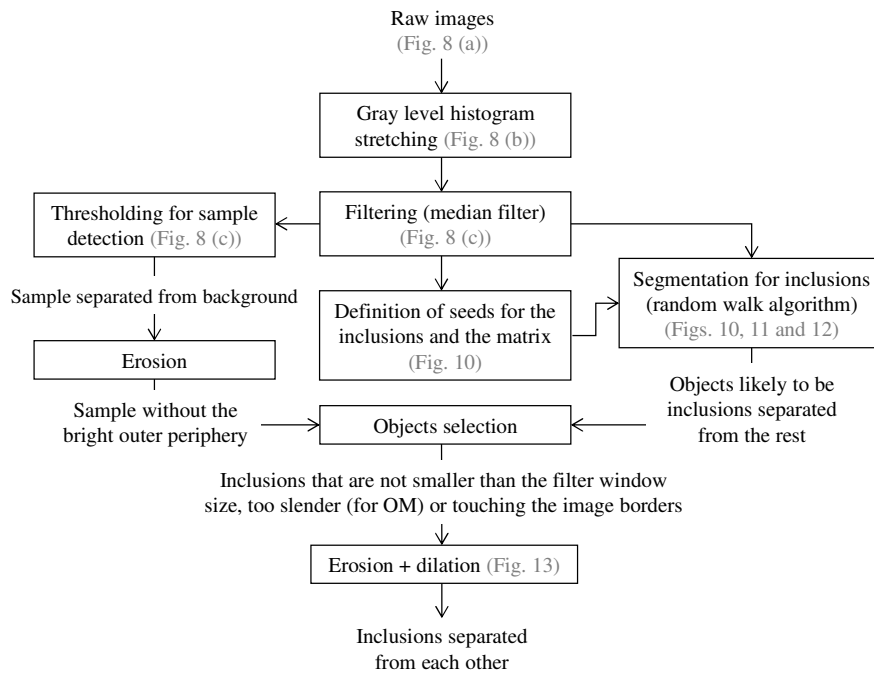 Raw images
(Fig. 8 (a))
Gray level histogram
stretching (Fig. 8 (b))
Thresholding for sample
detection (Fig. 8 (c))
Filtering (median filter)
(Fig. 8 (c))
Segmentation for inclusions
(random walk algorithm)
(Figs. 10, 11 and 12)
Sample separated from background
Definition of seeds for the
inclusions and the matrix
(Fig. 10)
Erosion
Objects likely to be
inclusions separated
from the rest
Sample without the
bright outer periphery
Objects selection
Inclusions that are not smaller than the filter window
size, too slender (for OM) or touching the image borders
Erosion + dilation (Fig. 13)
Inclusions separated
from each other